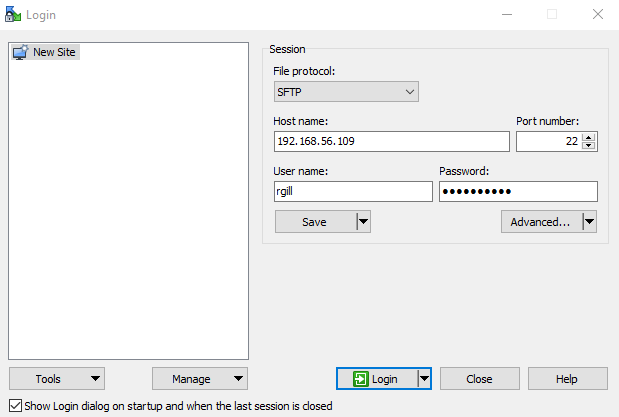 Login
New Site
Session
File protocol:
SFTP
Host name:
Port number:
192.168.56.109
22
User name:
Password:
rgill
●●●●●●●●●●
Save
Advanced...
Tools
Manage
Login
Close
Help
Show Login dialog on startup and when the last session is closed